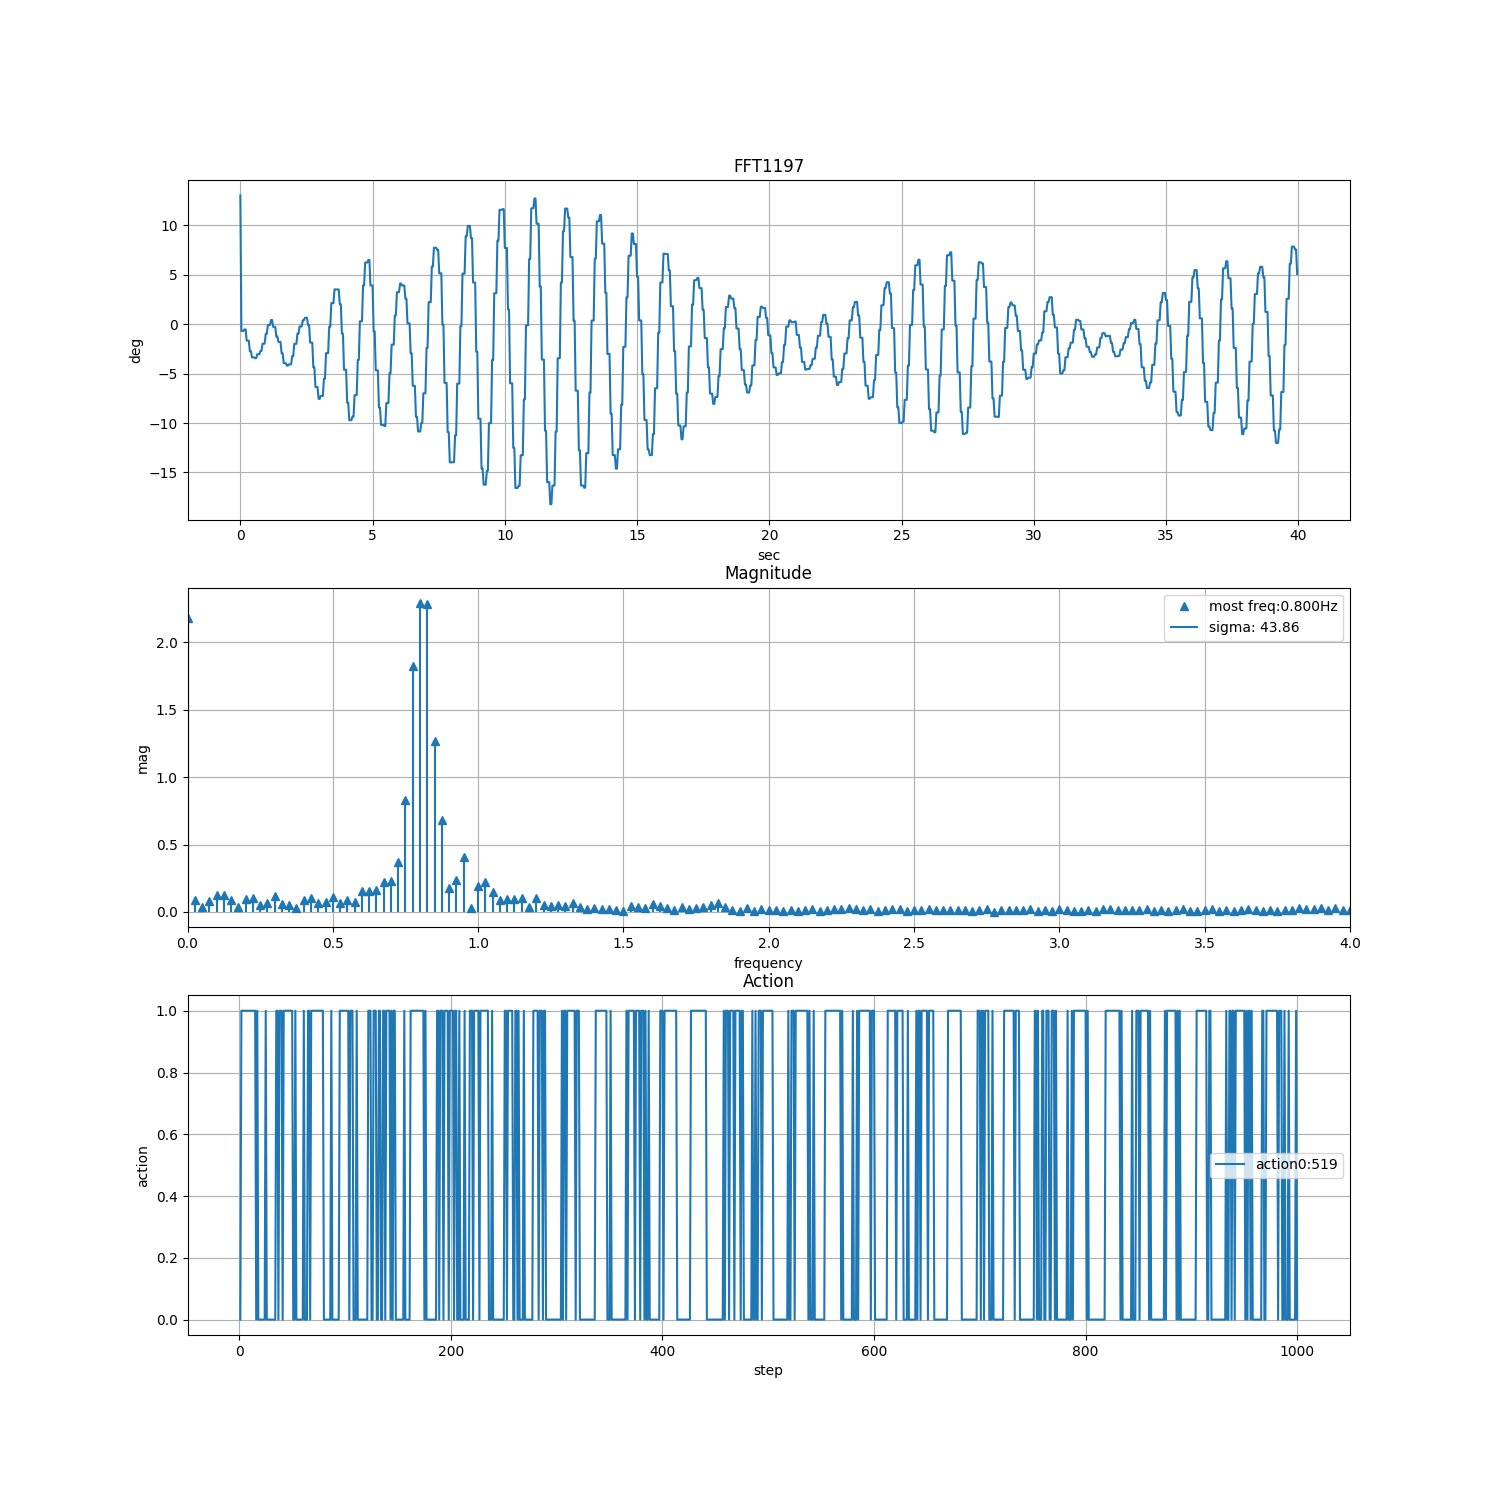 FFT1197
10
5
0
−5
−10
−15
deg
0 5 10 15 20 25 30 35 40
sec
Magnitude
most freq:0.800Hz
sigma: 43.86
2.0
1.5
1.0
0.5
0.0
mag
0.0 0.5 1.0 1.5 2.0 2.5 3.0 3.5 4.0
frequency
Action
1.0
0.8
0.6
0.4
0.2
0.0
action
action0:519
0 200 400 600 800 1000
step